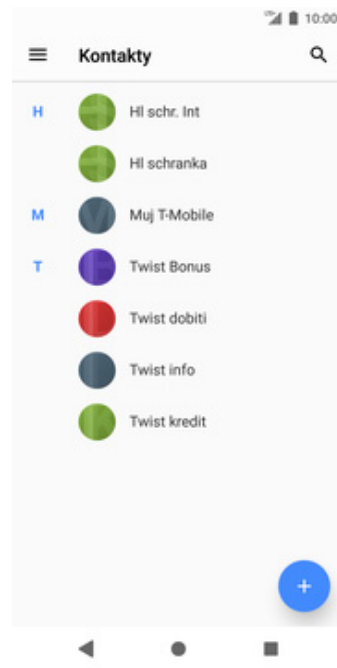 10:00
Kontakty
H
Hl schr. Int
Hl schranka
M
Muj T-Mobile
T
Twist Bonus
Twist dobiti
Twist info
Twist kredit